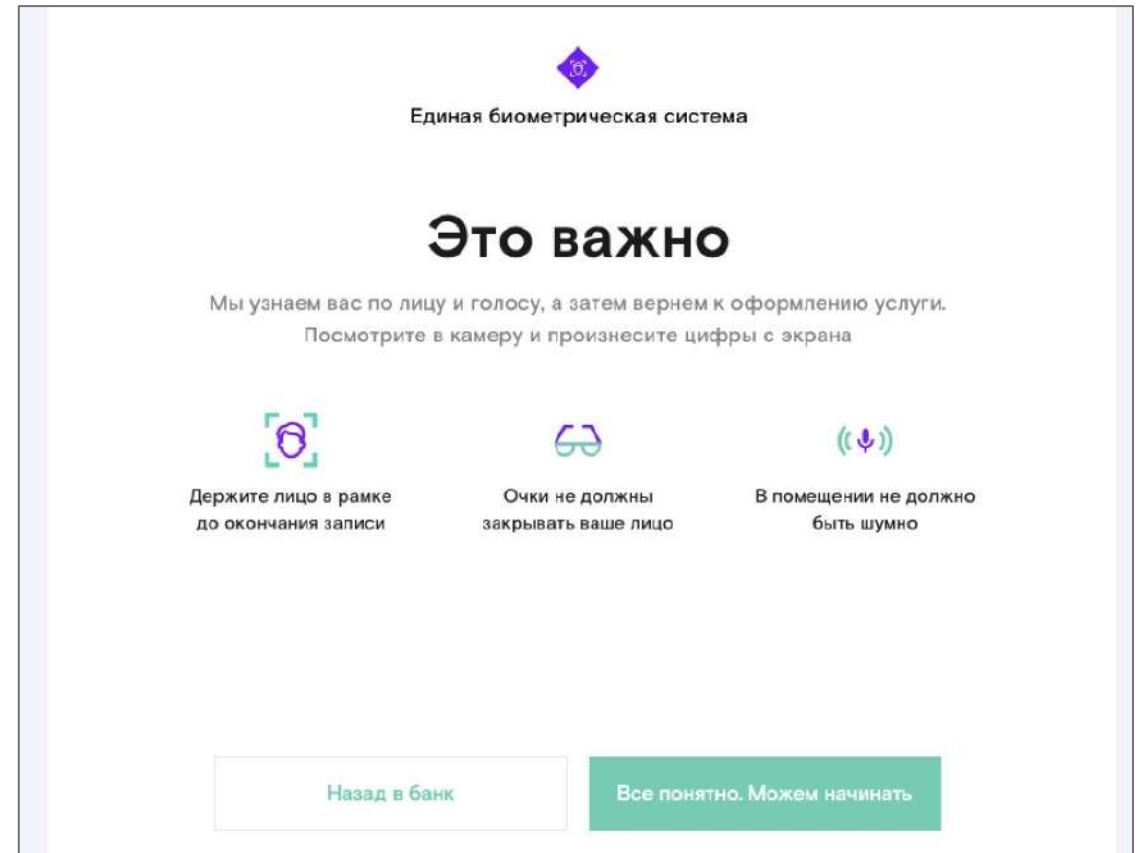 Единая биометрическая система
Это важно
Мы узнаем вас по лицу и голосу, а затем вернем к оформлению услуги.
Посмотрите в камеру и произнесите цифры с экрана
Держите лицо в рамке
до окончания записи
Очки не должны
закрывать ваше лицо
В помещении не должно
быть шумно
Назад в банк
Все понятно. Можем начинать